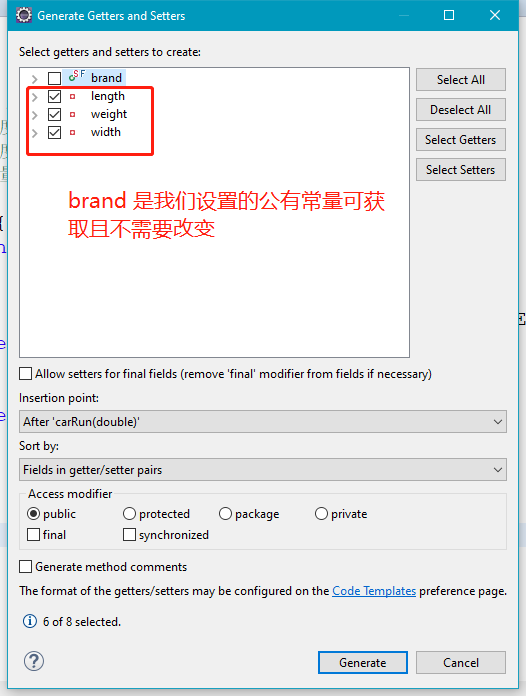 Generate Getters and Setters
Select getters and setters to create:
S F
brand
length
weight
width
Select All
Deselect All
Select Getters
Select Setters
brand 是我们设置的公有常量可获
取且不需要改变
Allow setters for final fields (remove 'final' modifier from fields if necessary)
Insertion point:
After 'carRun(double)'
Sort by:
Fields in getter/setter pairs
Access modifier
public protected package private
final synchronized
Generate method comments
The format of the getters/setters may be configured on the Code Templates preference page.
6 of 8 selected.
Generate Cancel